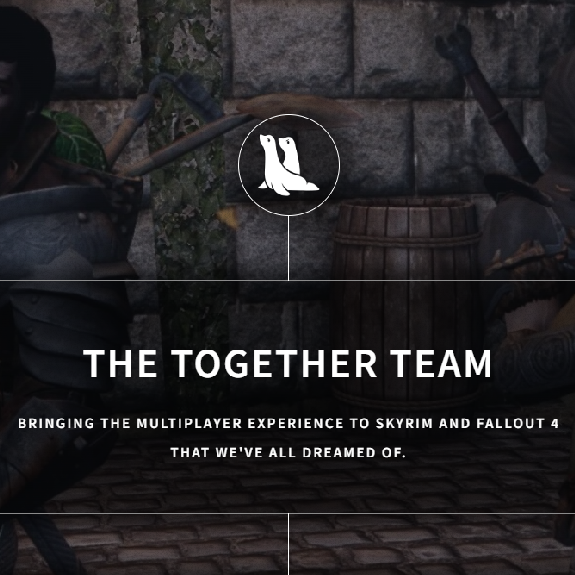 THE TOGETHER TEAM
BRINGING THE MULTIPLAYER EXPERIENCE TO SKYRIM AND FALLOUT 4
THAT WE'VE ALL DREAMED OF.